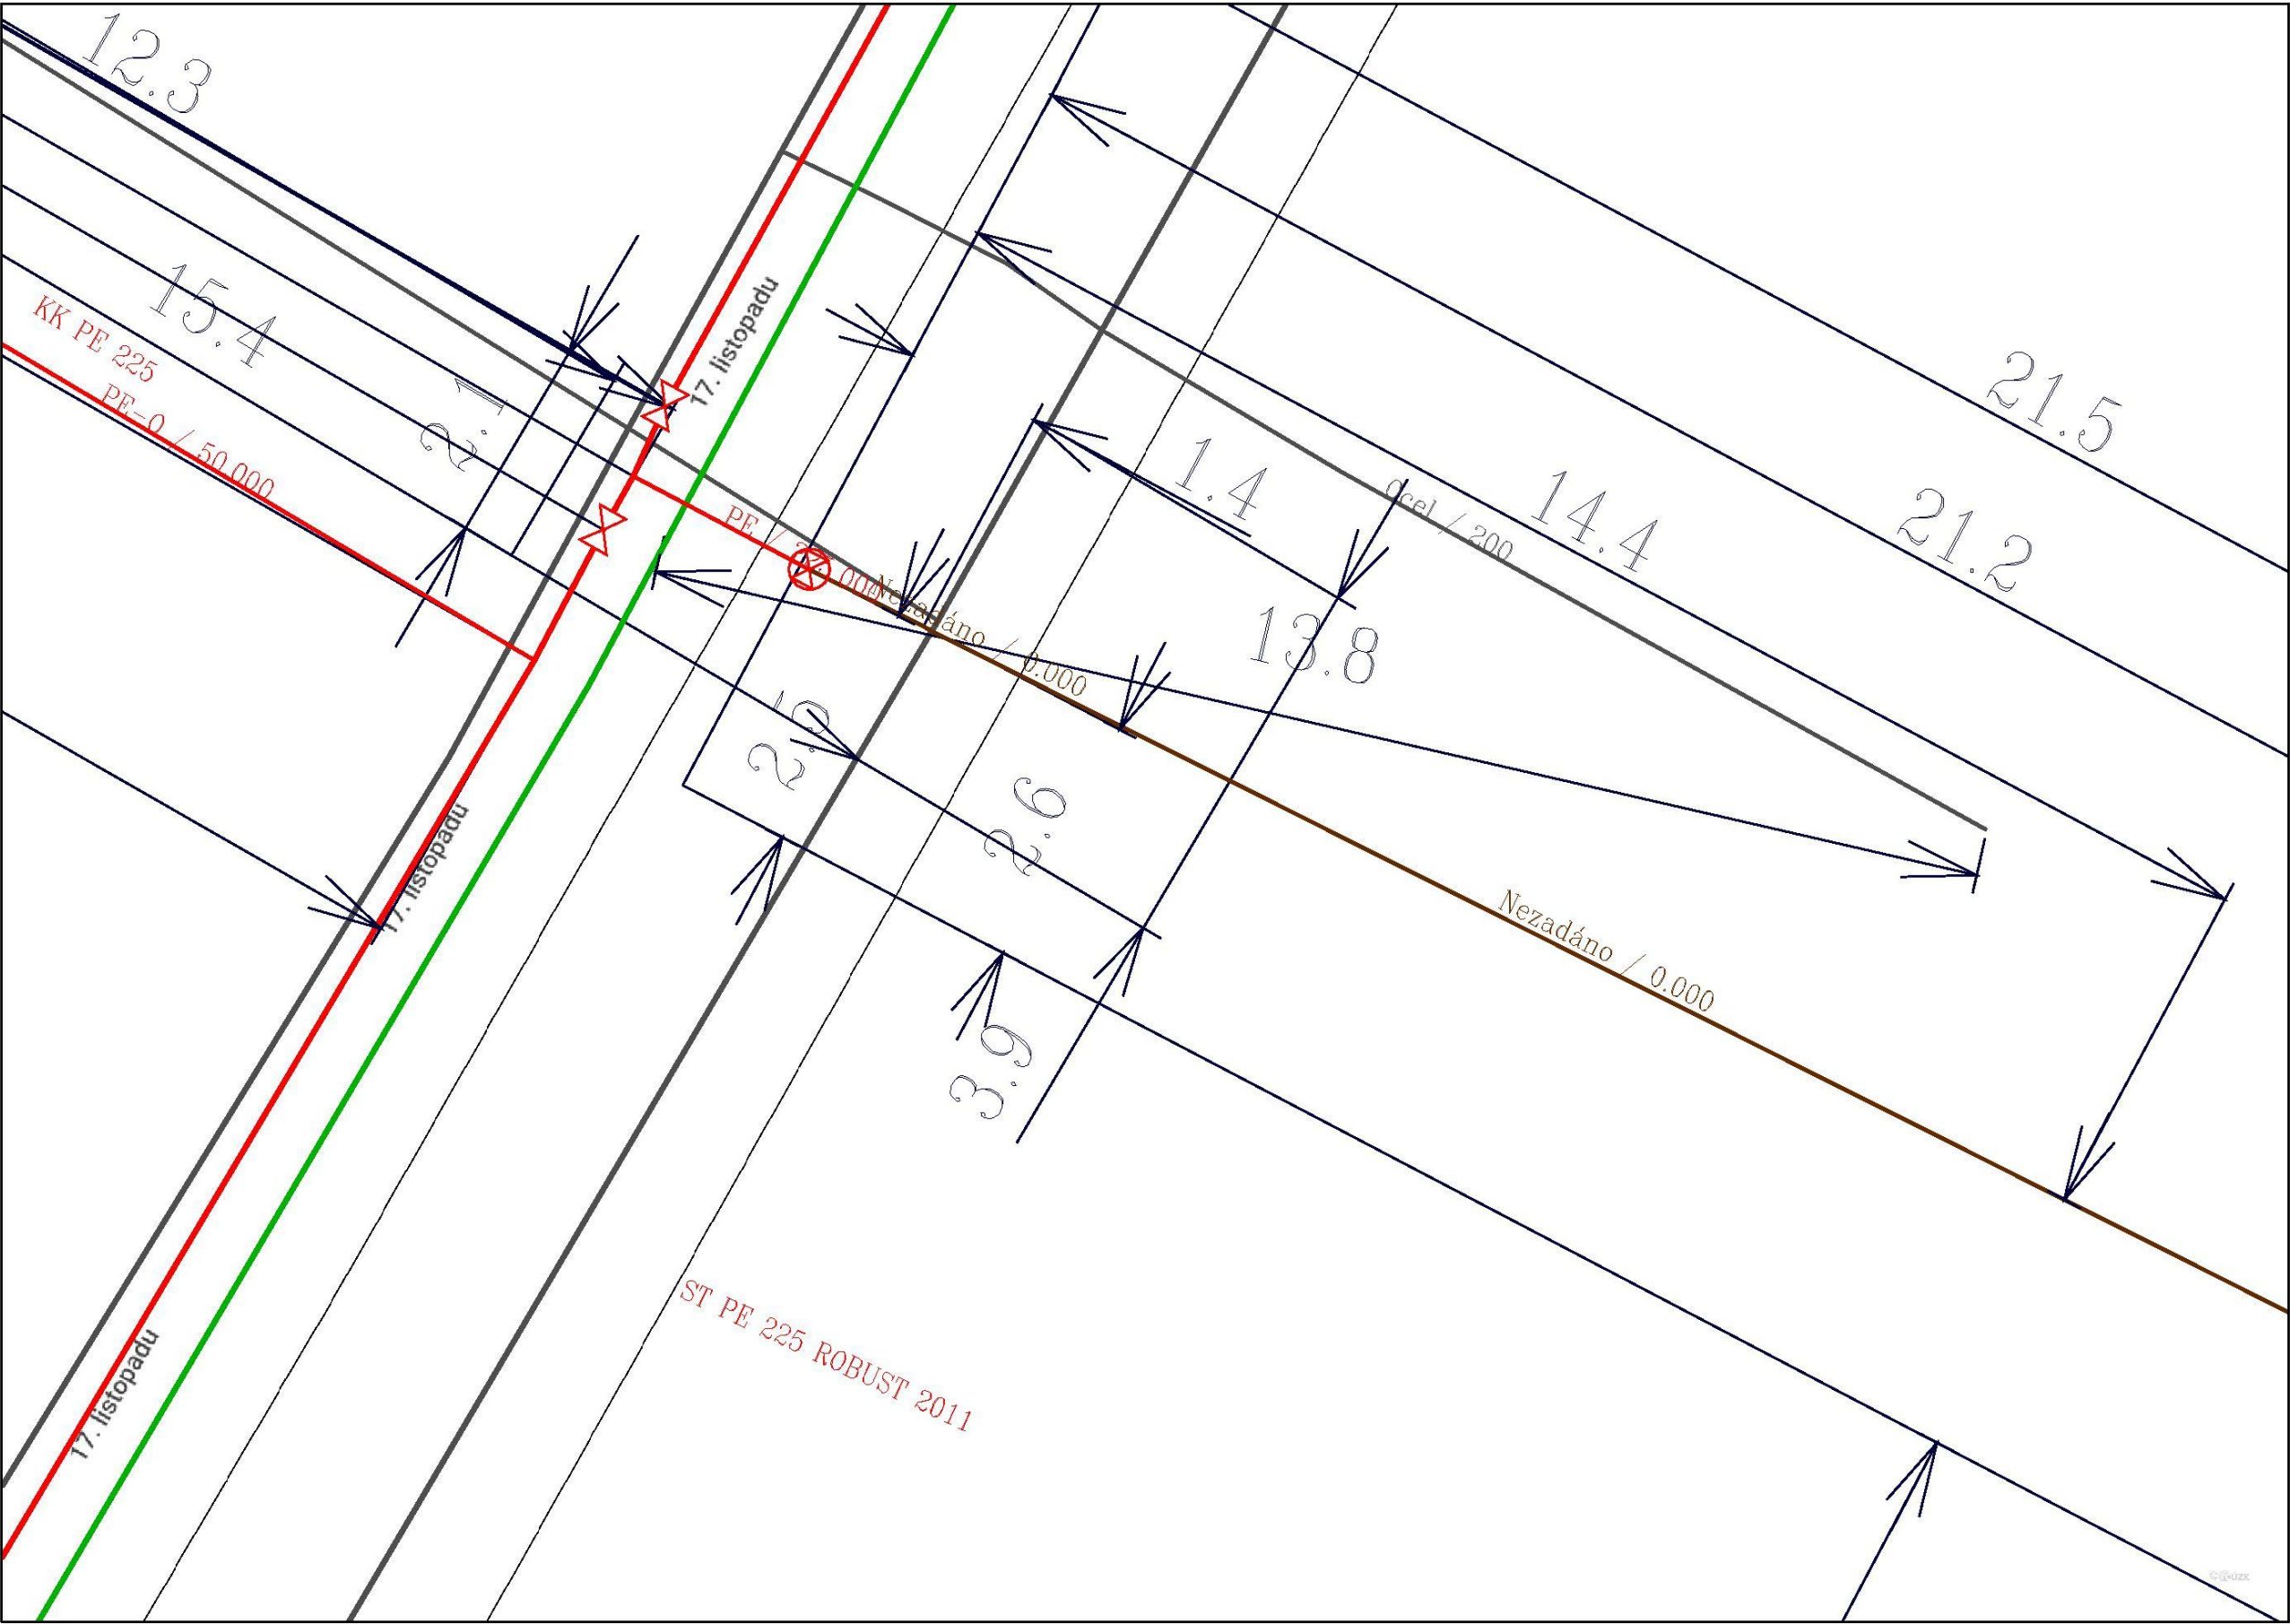 12.3
17. listopadu
15.4
KK PE 225
PE-O / 50.000
2.1
21.5
1.4
14.4
21.2
Ocel / 200
PE /
Nezadáno / 0.000
13.8
2.6
3.9
17. listopadu
Nezadáno / 0.000
ST PE 225 ROBUST 2011
17. listopadu